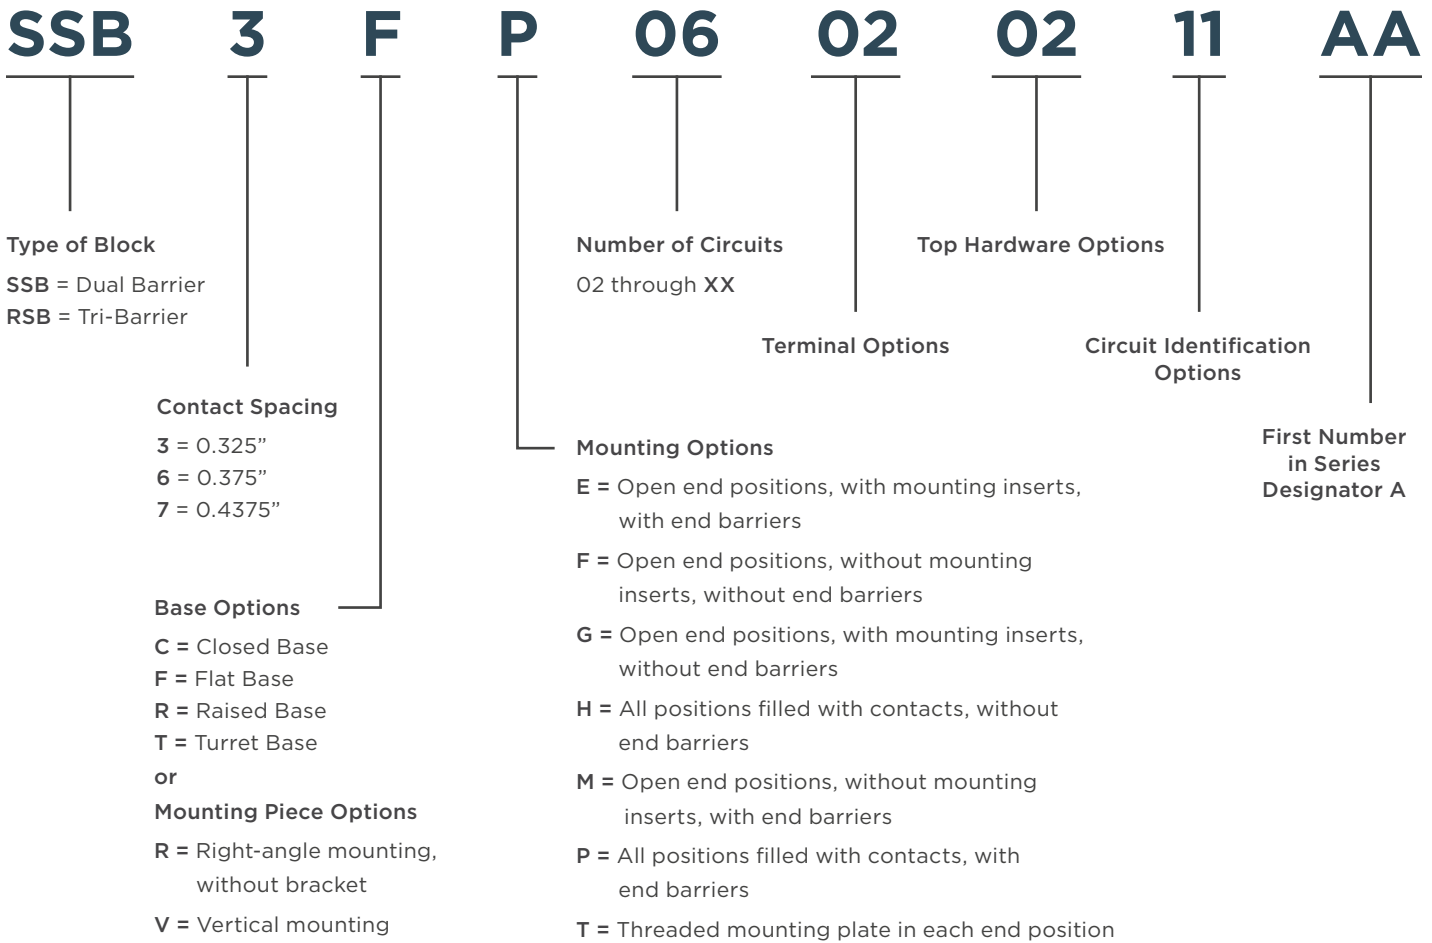 SSB 3 F P 06 02 02 11 AA
Type of Block
SSB = Dual Barrier
RSB = Tri-Barrier
Contact Spacing
3 = 0.325”
6 = 0.375”
7 = 0.4375”
Base Options
C = Closed Base
F = Flat Base
R = Raised Base
T = Turret Base
or
Mounting Piece Options
R = Right-angle mounting,
without bracket
V = Vertical mounting
Number of Circuits
02 through XX
Mounting Options
E = Open end positions, with mounting inserts,
with end barriers
F = Open end positions, without mounting
inserts, without end barriers
G = Open end positions, with mounting inserts,
without end barriers
H = All positions filled with contacts, without
end barriers
M = Open end positions, without mounting
inserts, with end barriers
P = All positions filled with contacts, with
end barriers
T = Threaded mounting plate in each end position
Terminal Options
Top Hardware Options
Circuit Identification
Options
First Number
in Series
Designator A